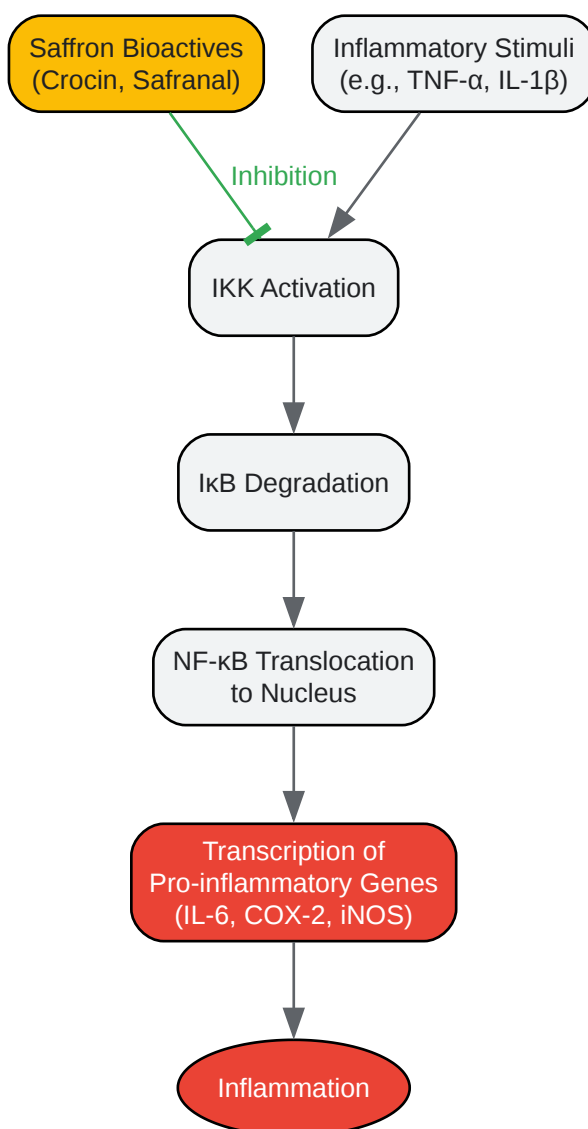 Saffron Bioactives
(Crocin, Safranal)
Inflammatory Stimuli
(e.g., TNF-α, IL-1β)
Inhibition
IKK Activation
IκB Degradation
NF-κB Translocation
to Nucleus
Transcription of
Pro-inflammatory Genes
(IL-6, COX-2, iNOS)
Inflammation